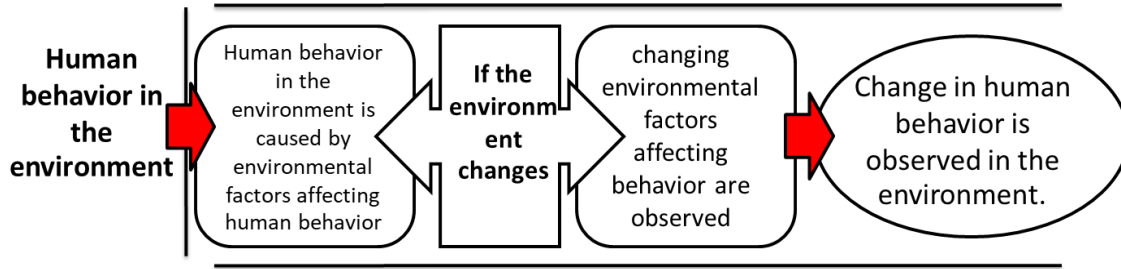 Human
behavior in
the
environment
Human behavior
in the
environment is
caused by
environmental
factors affecting
human behavior
If the
environm
ent
changes
changing
environmental
factors
affecting
behavior are
observed
Change in human
behavior is
observed in the
environment.